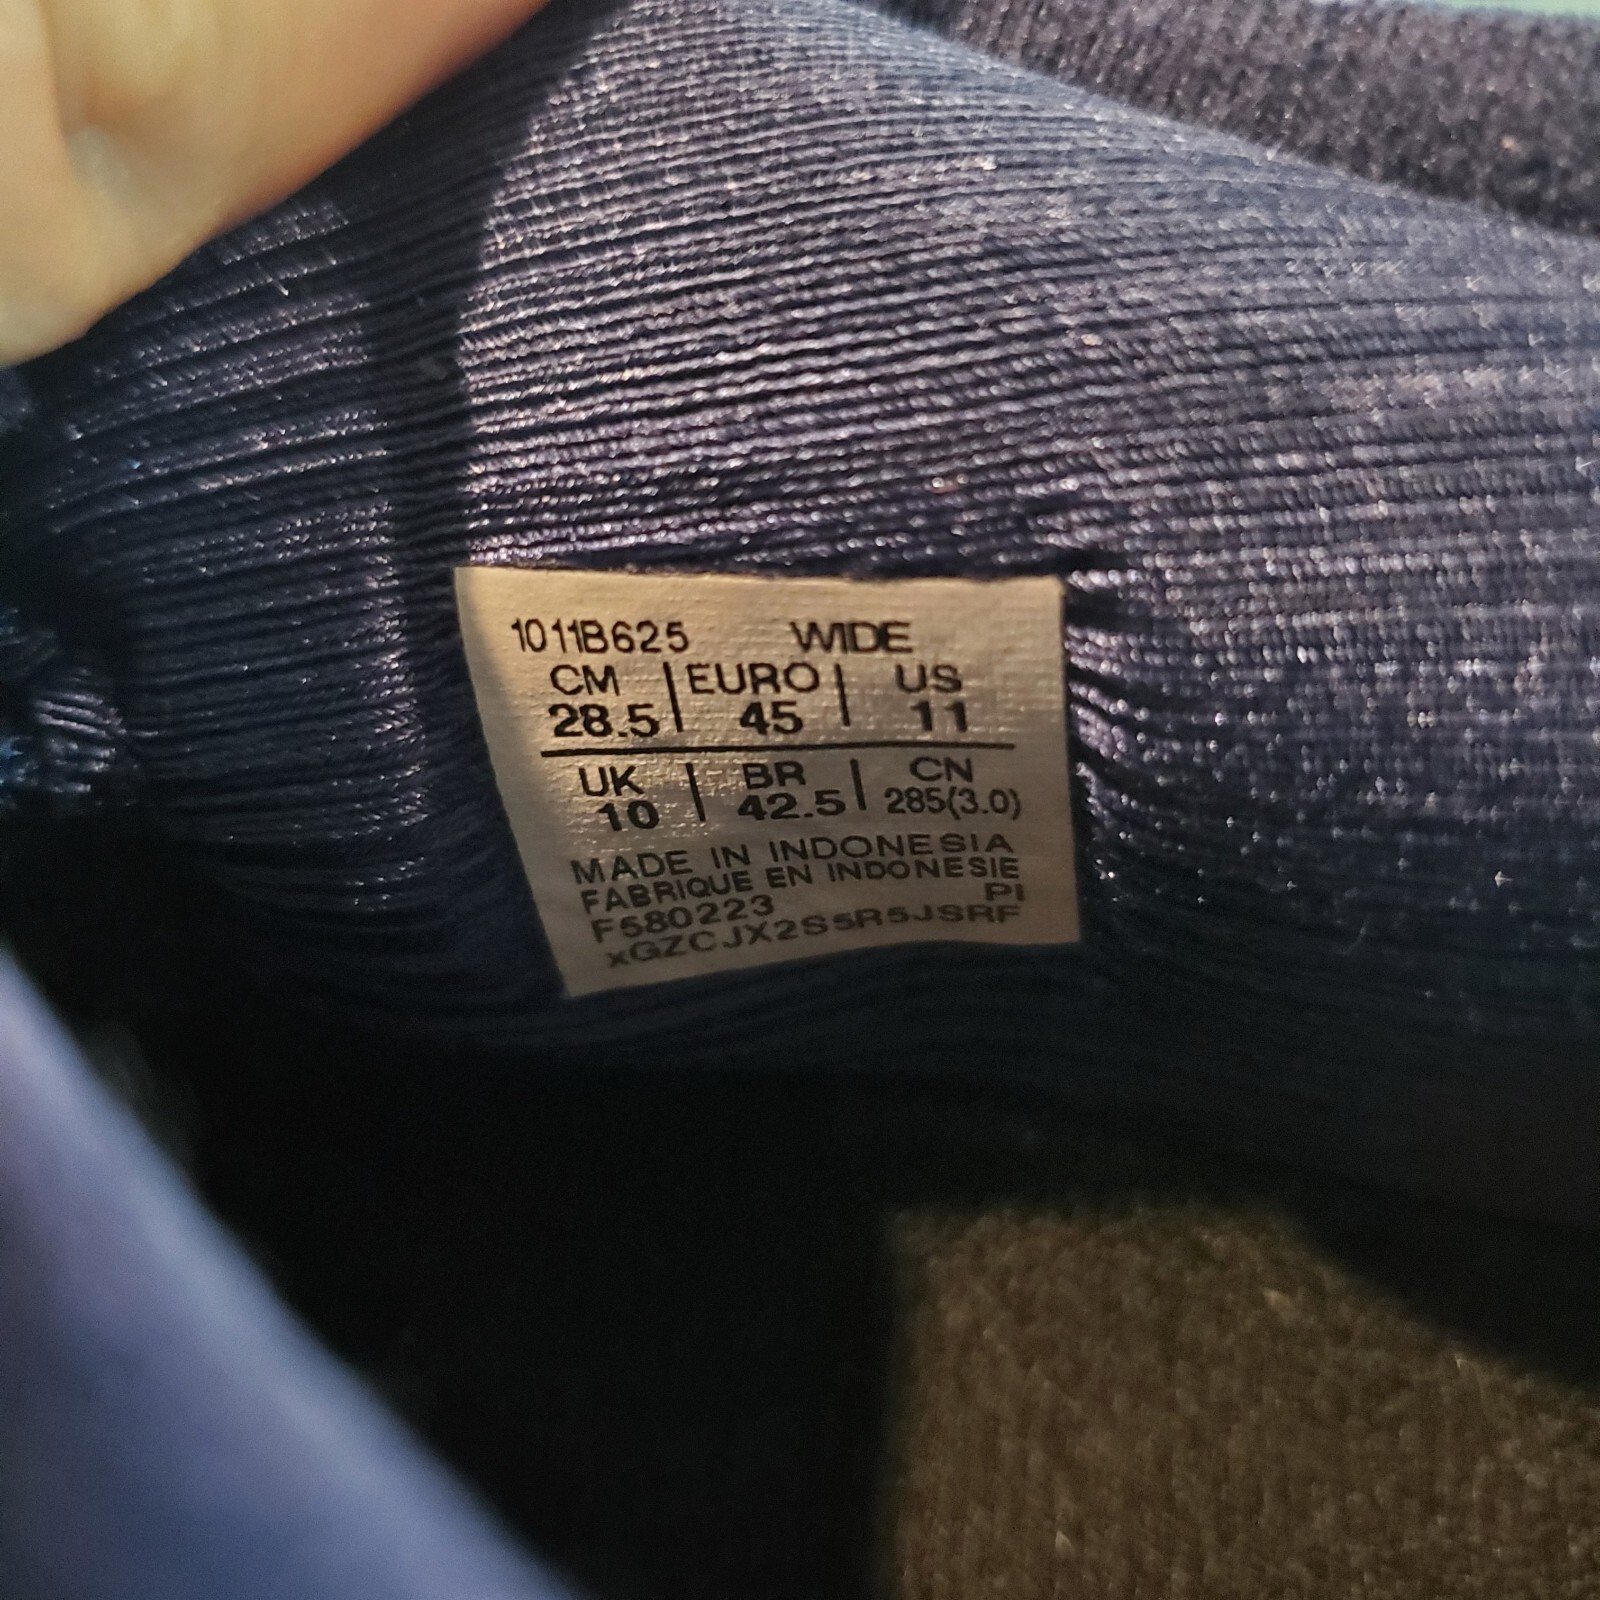 1011B625 WIDE
CM | EURO | US
28.5 | 45 | 11
UK | BR | CN
10 | 42.5 | 285(3.0)
MADE IN INDONESIA
FABRIQUE EN INDONESIE
F580223 PI
xGZCJX2S5R5JSRF